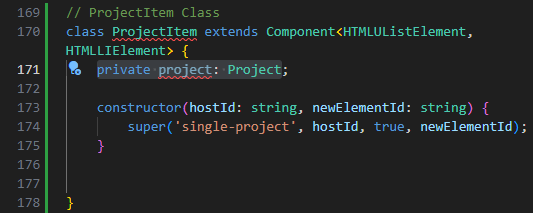 169 // ProjectItem Class
170 class ProjectItem extends Component<HTMLUListElement,
HTMLLIElement> {
171 private project: Project;
172
173 constructor(hostId: string, newElementId: string) {
174 super('single-project', hostId, true, newElementId);
175 }
176
177
178 }